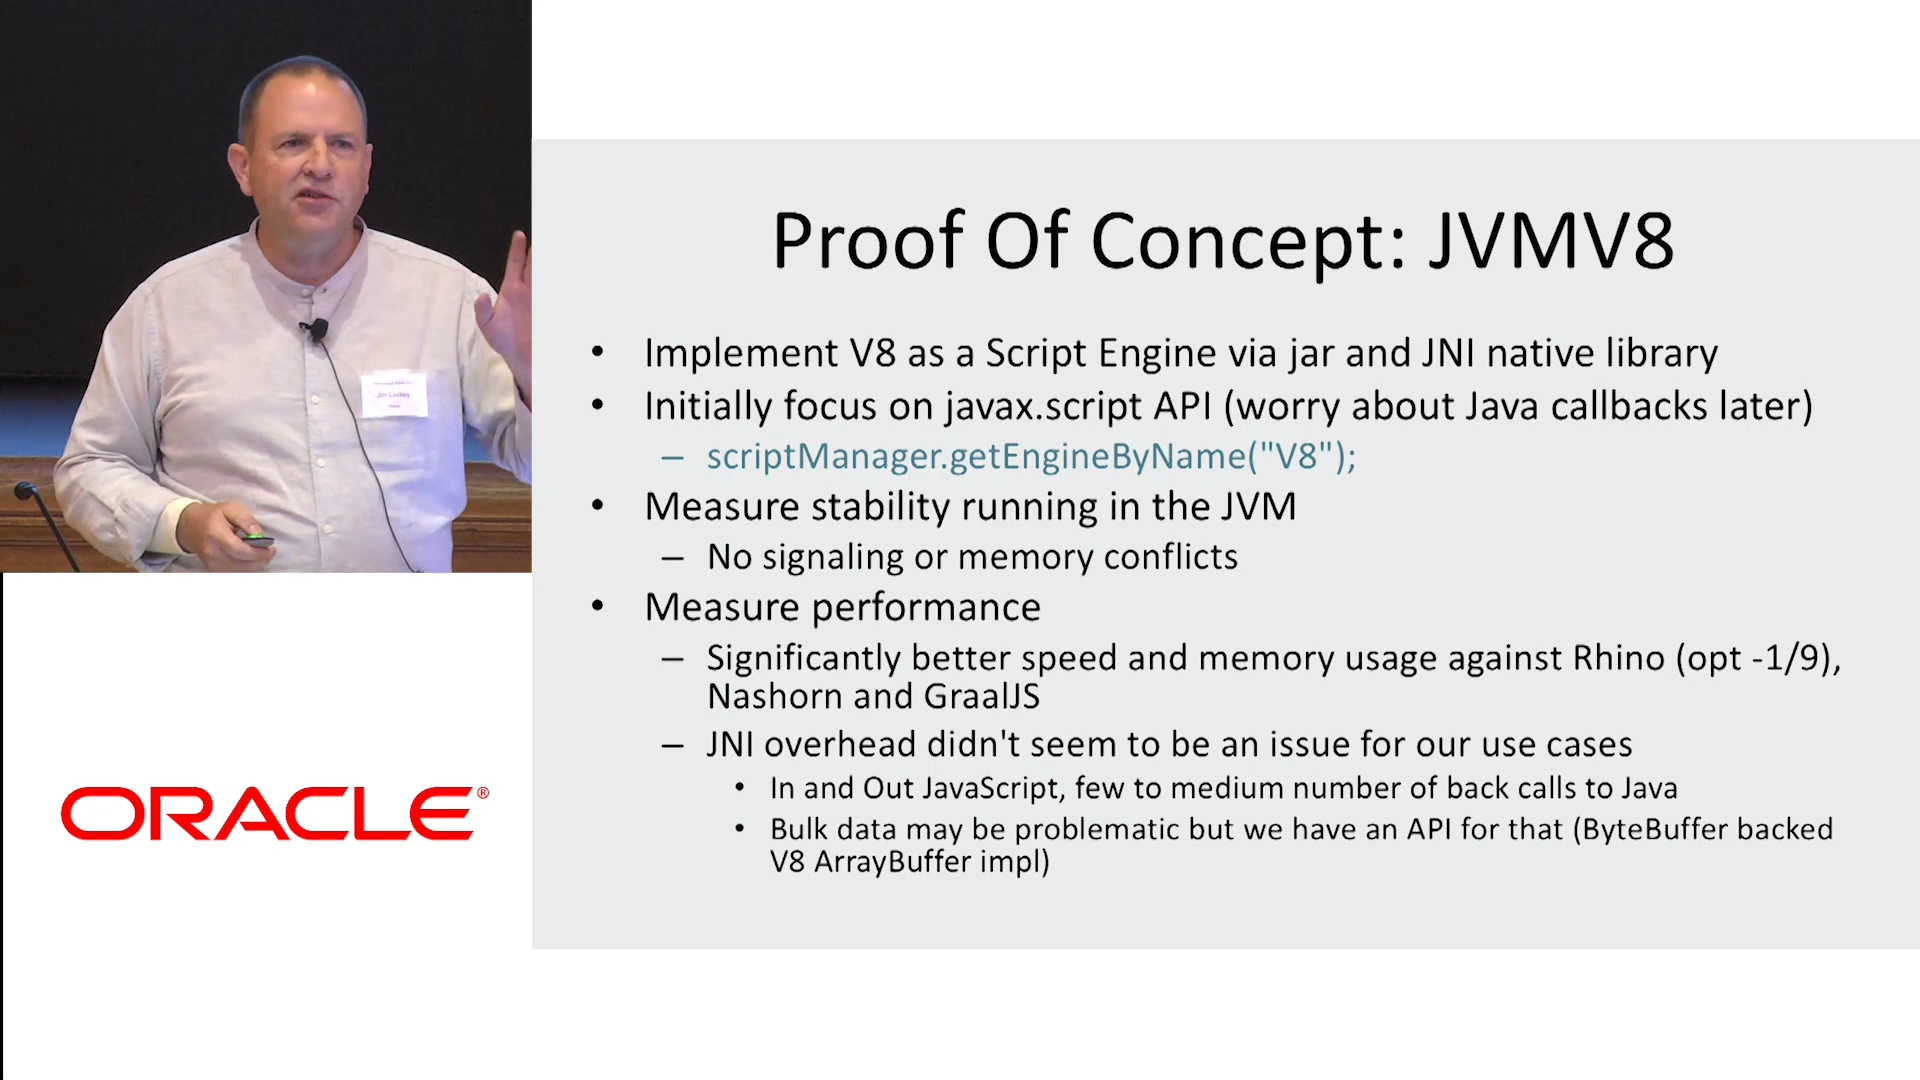 Jim Laskey
Proof Of Concept: JVMV8
• Implement V8 as a Script Engine via jar and JNI native library
• Initially focus on javax.script API (worry about Java callbacks later)
– scriptManager.getEngineByName("V8");
• Measure stability running in the JVM
– No signaling or memory conflicts
• Measure performance
– Significantly better speed and memory usage against Rhino (opt -1/9),
Nashorn and GraalJS
– JNI overhead didn't seem to be an issue for our use cases
• In and Out JavaScript, few to medium number of back calls to Java
• Bulk data may be problematic but we have an API for that (ByteBuffer backed
V8 ArrayBuffer impl)
ORACLE®